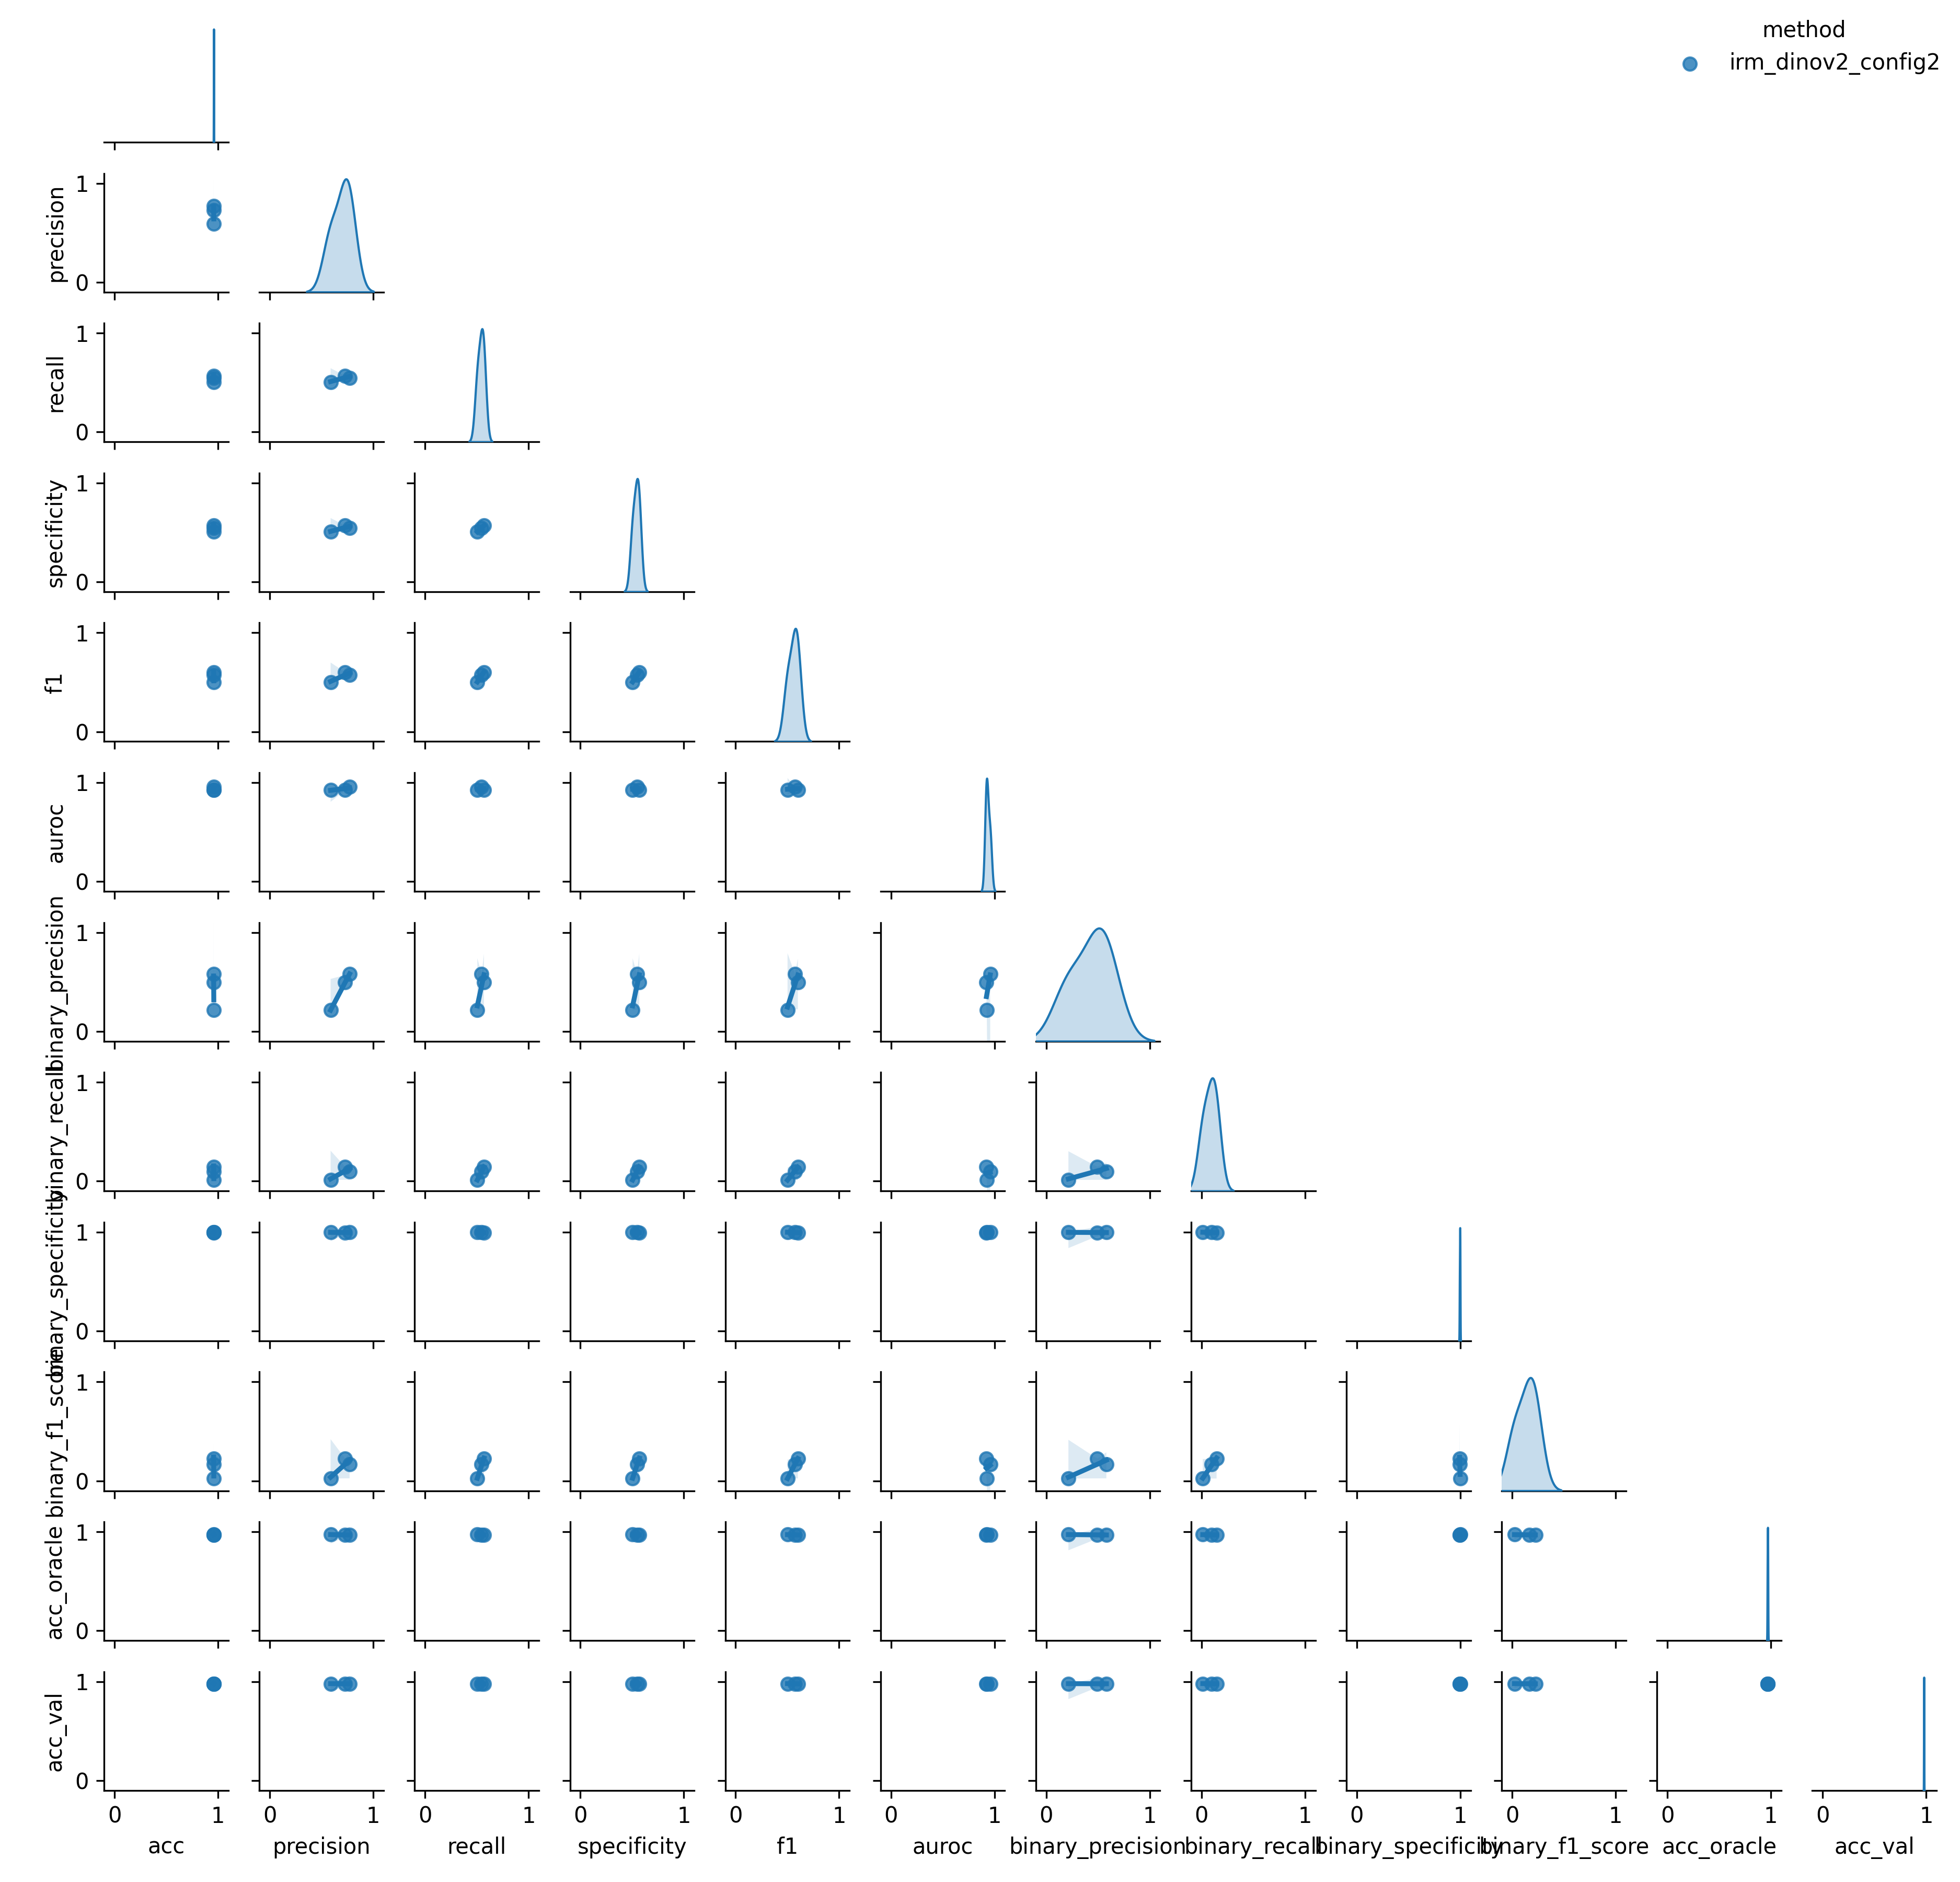 method
irm_dinov2_config2
1
precision
0
1
recall
0
1
specificity
0
1
f1
0
1
auroc
0
1
binary_precision
0
1
binary_recall
0
1
binary_specificity
0
1
binary_f1_score
0
1
acc_oracle
0
1
acc_val
0
0 1 0 1 0 1 0 1 0 1 0 1 0 1 0 1 0 1 0 1 0 1 0 1
acc precision recall specificity f1 auroc binary_precision binary_recall binary_specificity binary_f1_score acc_oracle acc_val